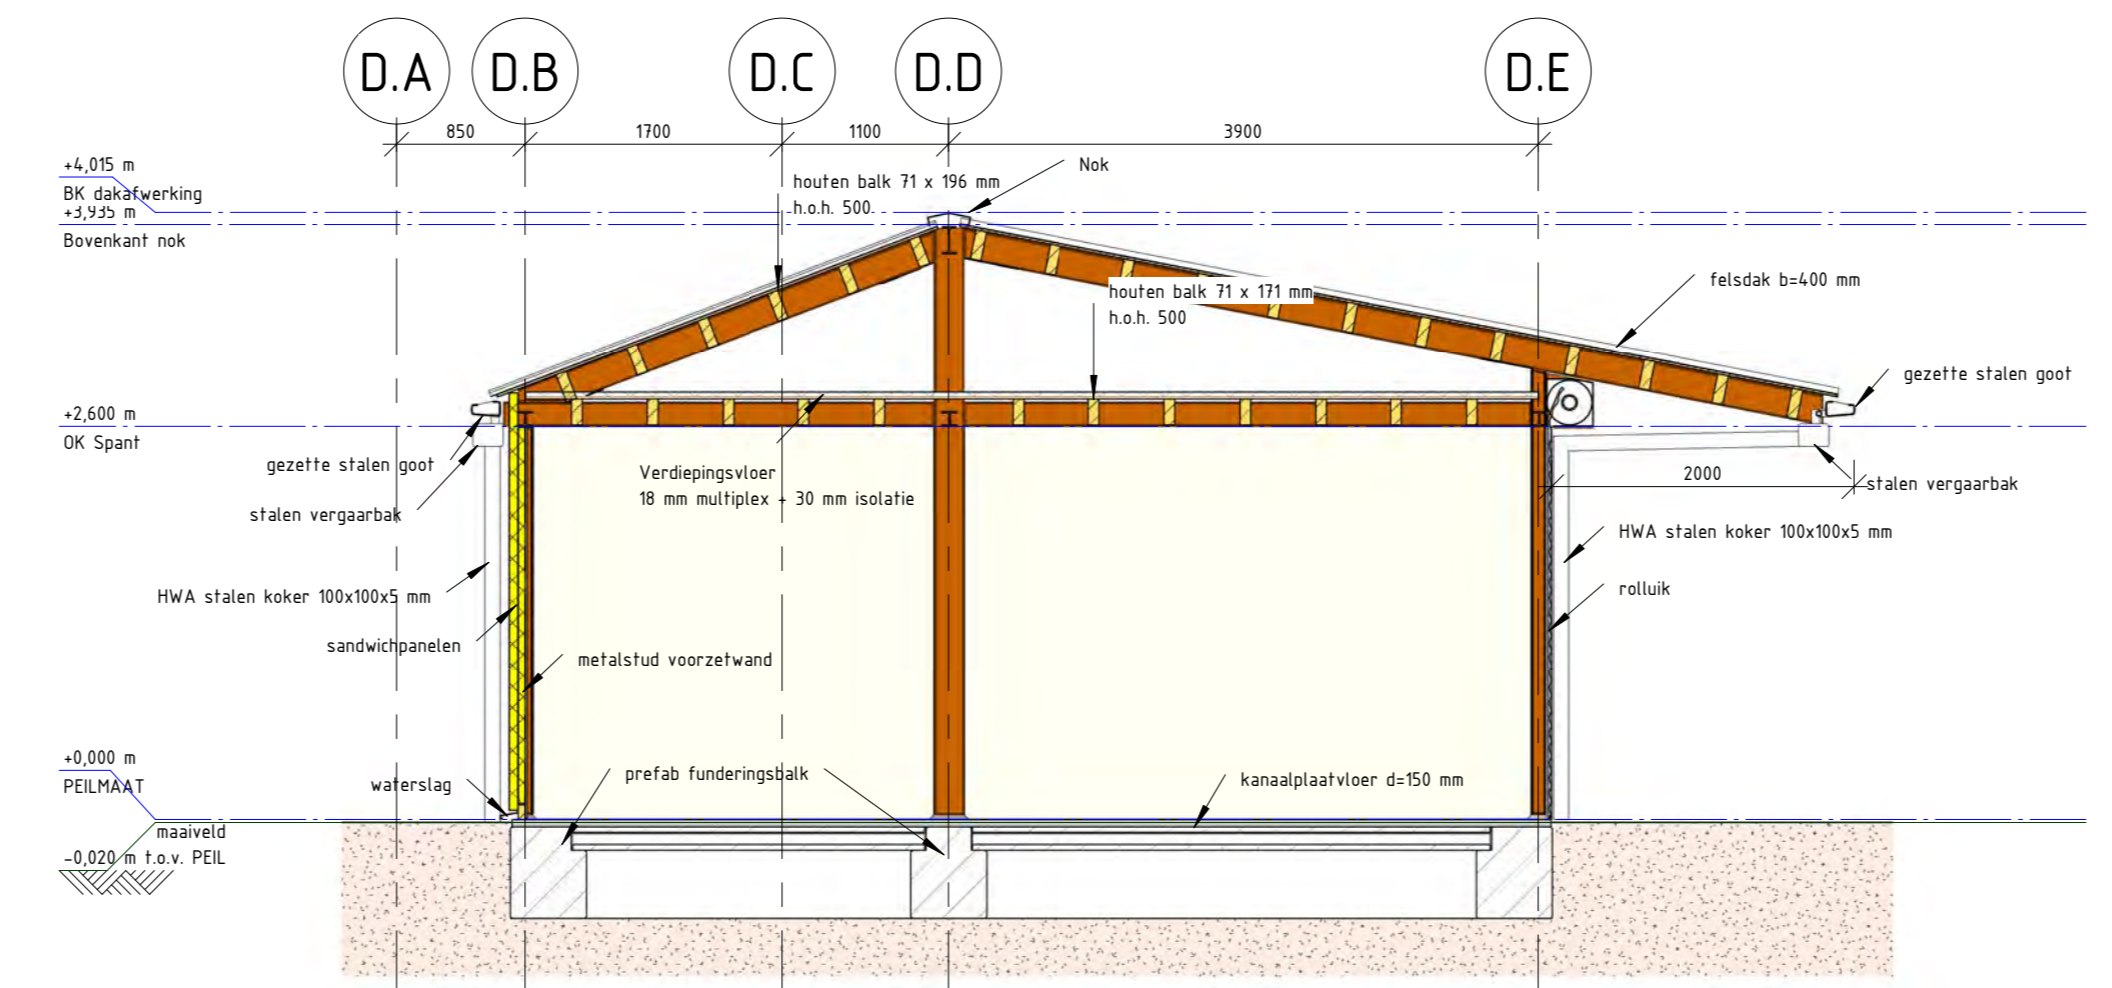 D.A
D.B
D.C
D.D
D.E
850
1700
1100
3900
+4,015 m
BK dakafwerking
+3,935 m
Bovenkant nok
houten balk 71 x 196 mm
h.o.h. 500
Nok
houten balk 71 x 171 mm
h.o.h. 500
felsdak b=400 mm
gezette stalen goot
+2,600 m
OK Spant
gezette stalen goot
Verdiepingsvloer
18 mm multiplex + 30 mm isolatie
2000
stalen vergaarbak
stalen vergaarbak
HWA stalen koker 100x100x5 mm
HWA stalen koker 100x100x5 mm
rolluik
sandwichpanelen
metalstud voorzetwand
+0,000 m
PEILMAAT
waterslag
prefab funderingsbalk
kanaalplaatvloer d=150 mm
maaiveld
-0,020 m t.o.v. PEIL